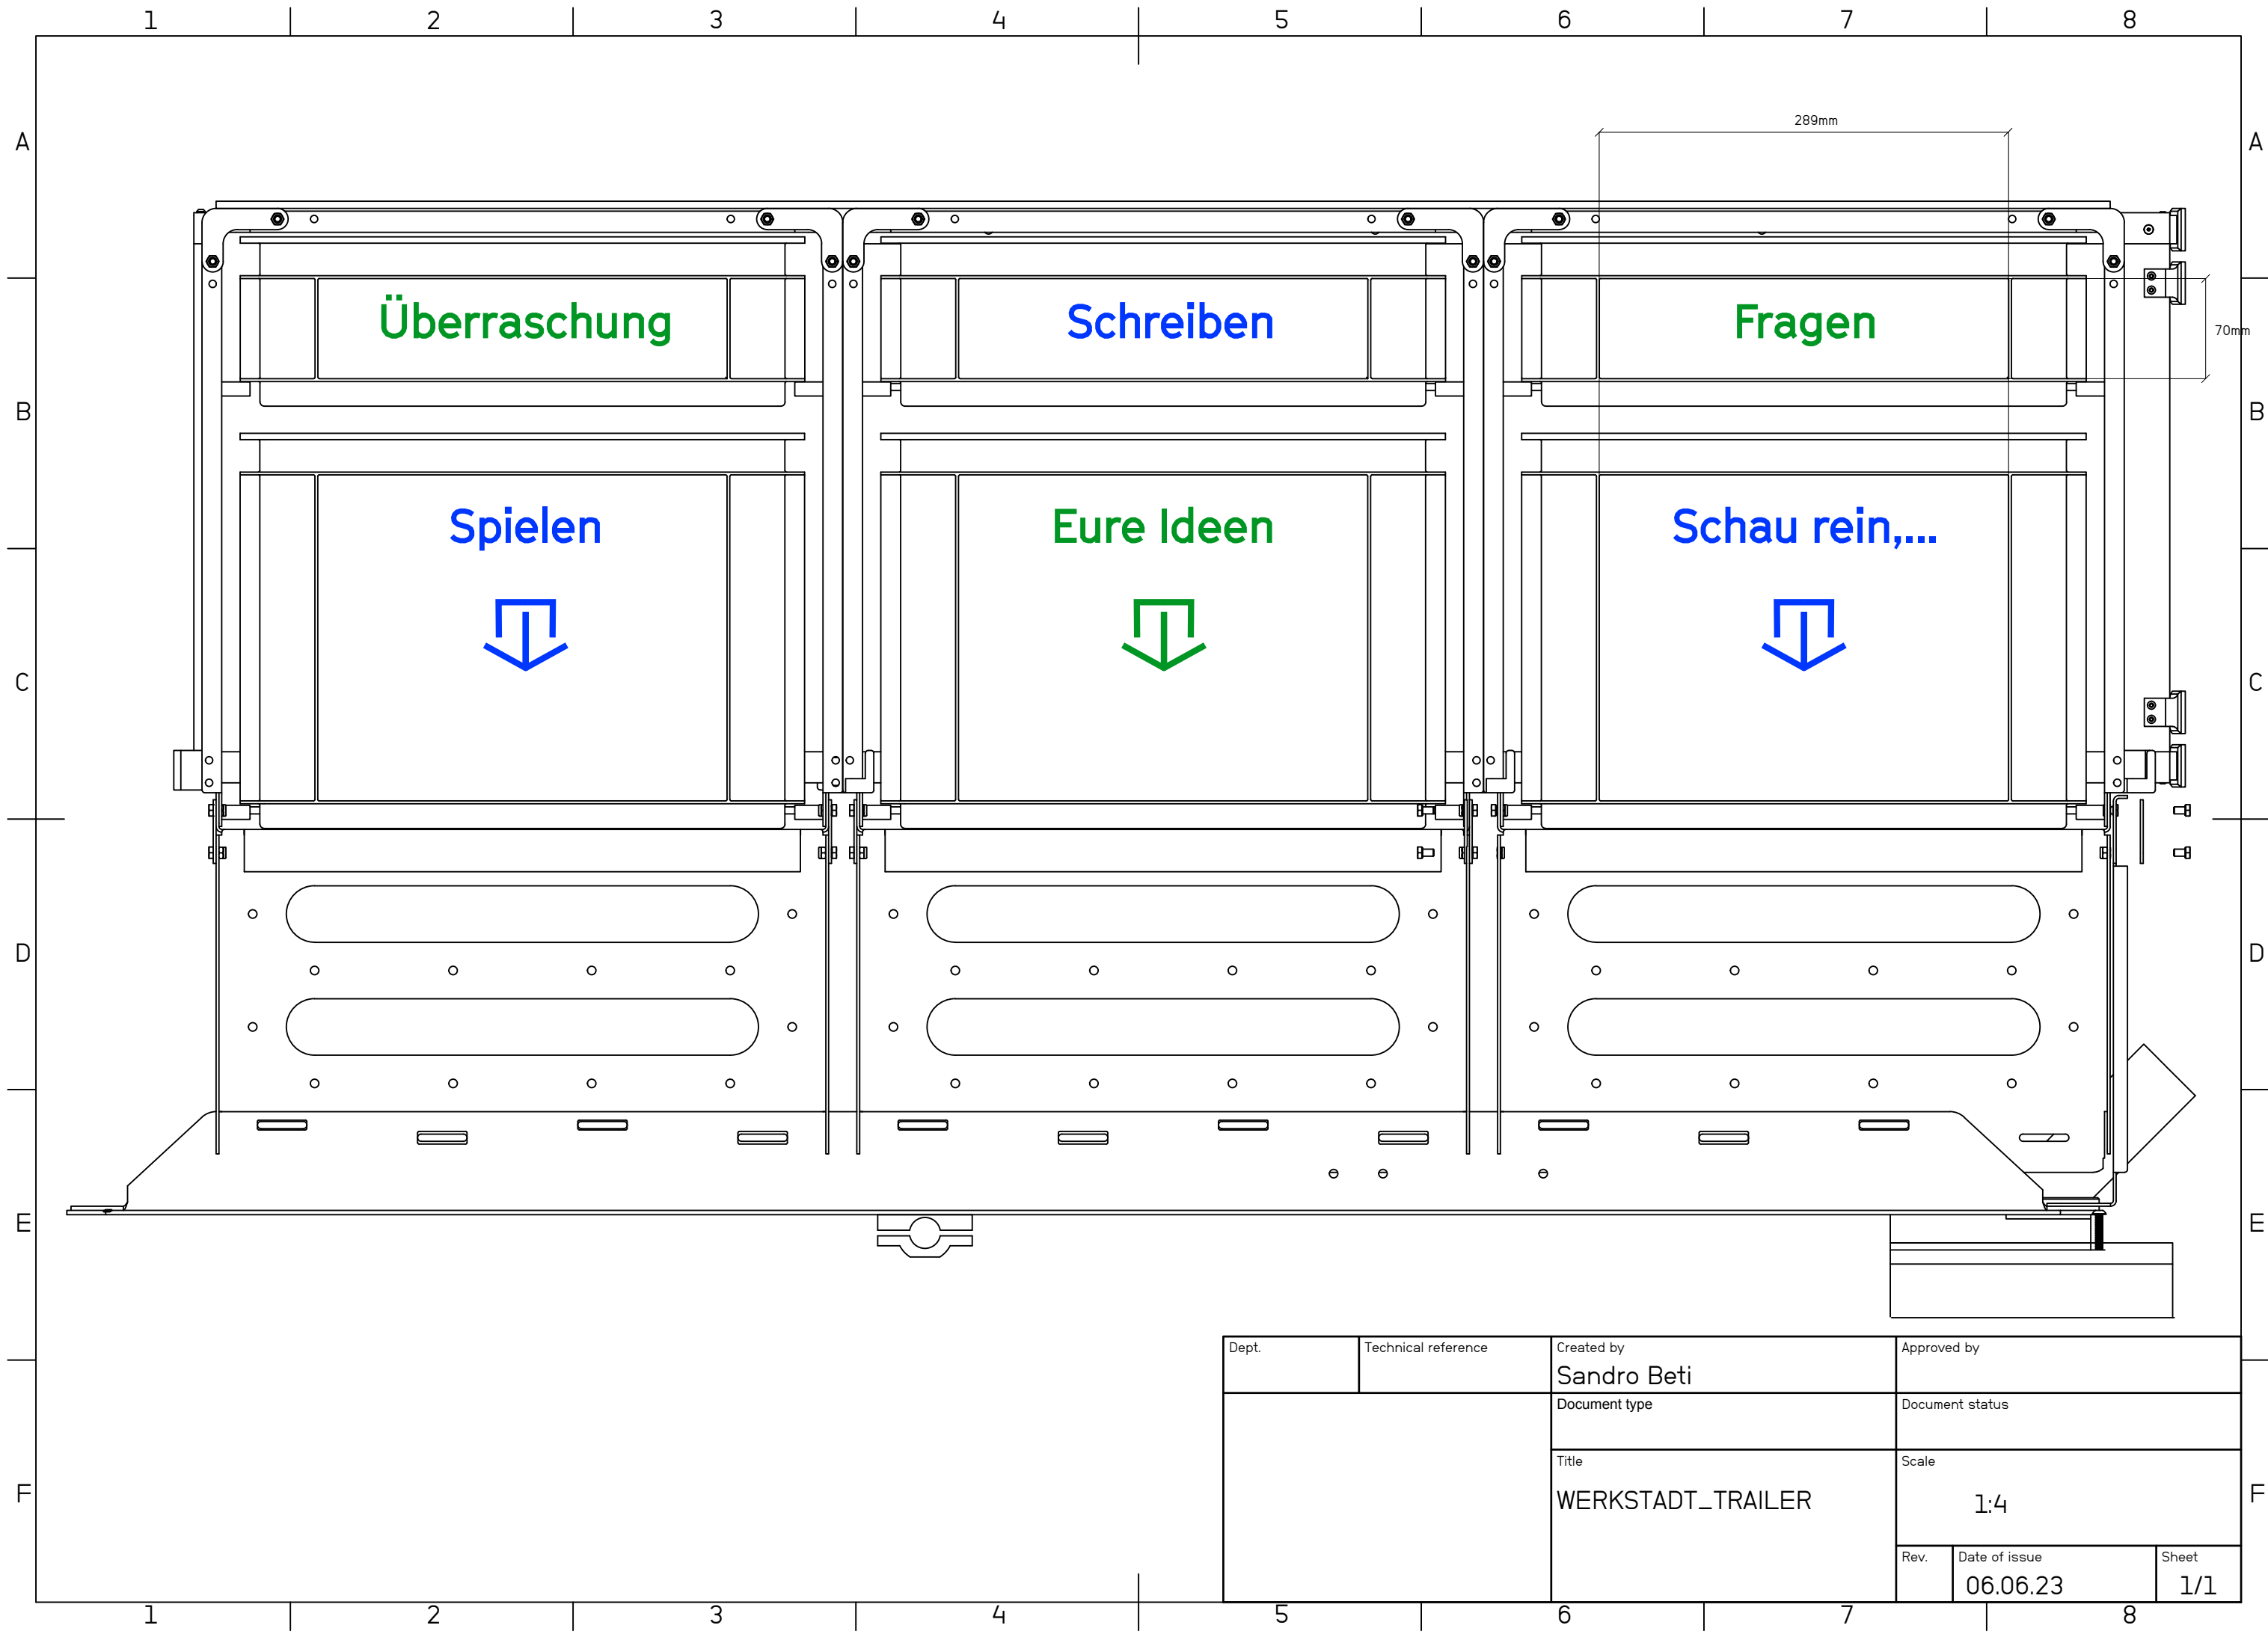 1 2 3 4 5 6 7 8
A A
289mm
Überraschung Schreiben Fragen
70mm
B B
Spielen Eure Ideen Schau rein,...
C C
D D
E E
Dept. Technical reference Created by Approved by
Sandro Beti
Document type Document status
Title Scale
WERKSTADT_TRAILER 1:4
F F
Rev. Date of issue Sheet
06.06.23 1/1
1 2 3 4 5 6 7 8